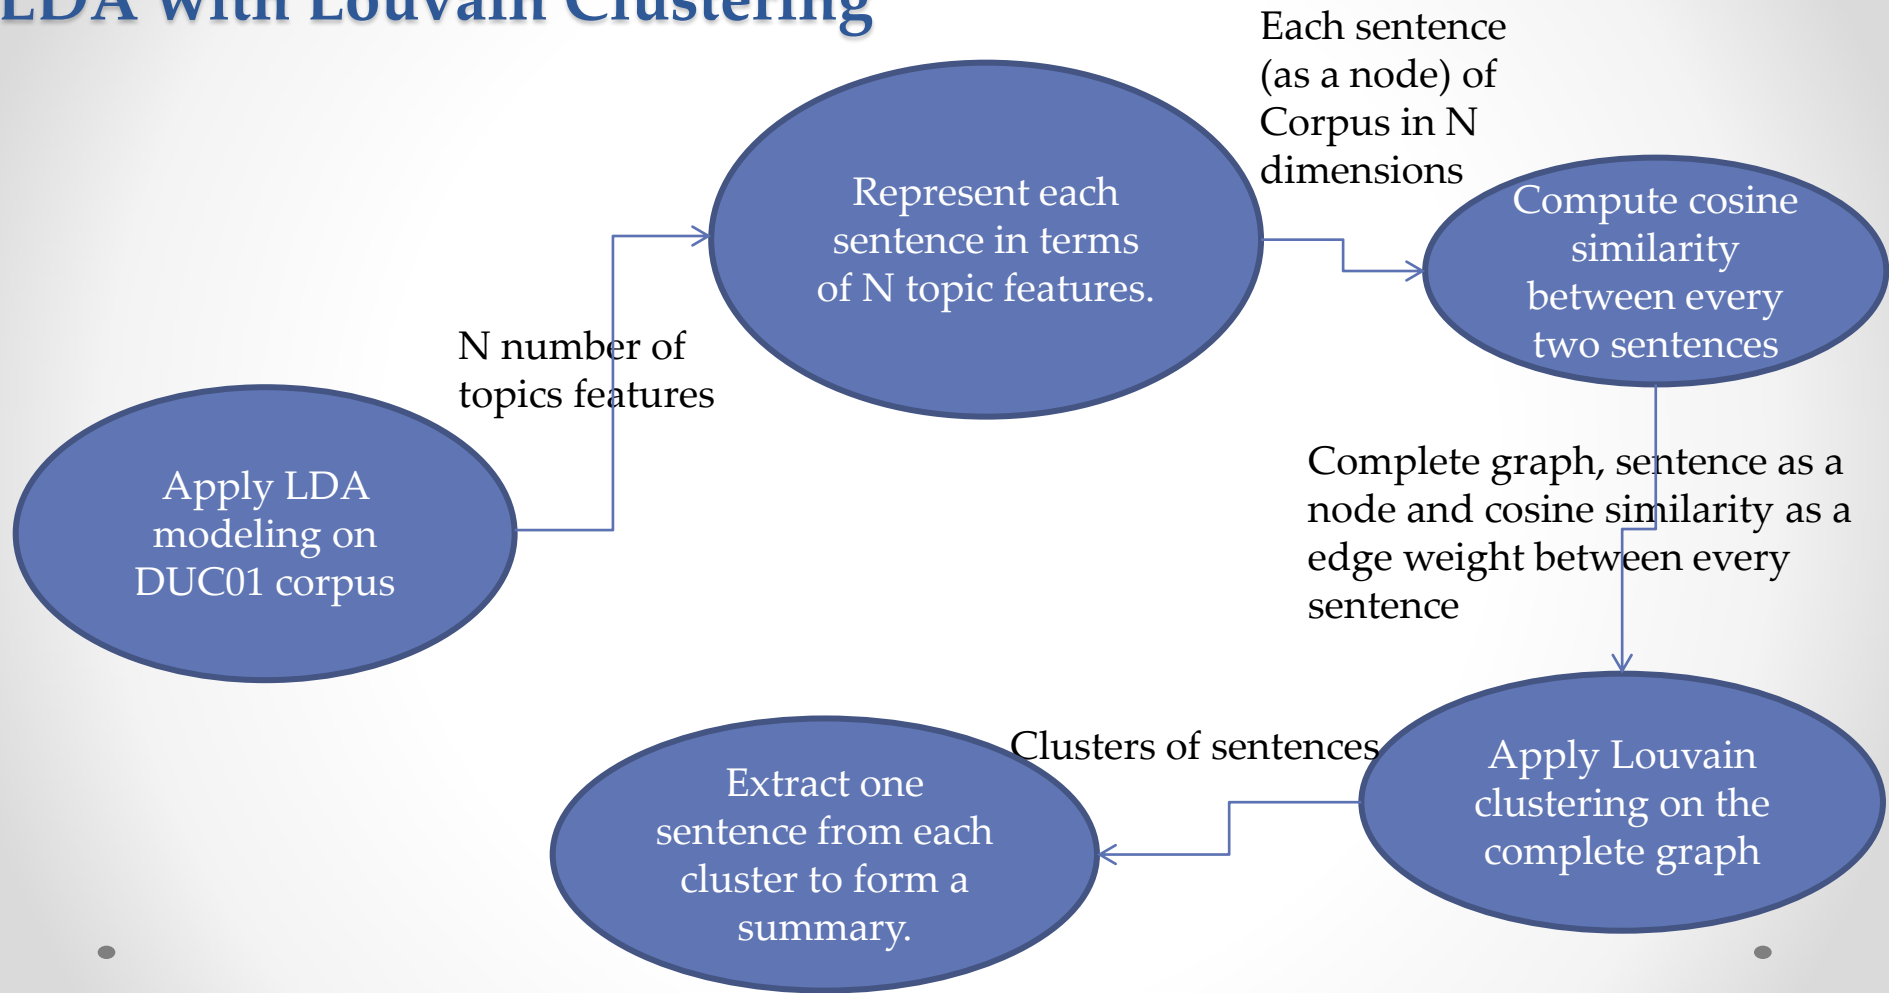 LDA with Louvain Clustering
Each sentence
(as a node) of
Corpus in N
dimensions
Represent each
sentence in terms
of N topic features.
Compute cosine
similarity
between every
two sentences
N number of
topics features
Apply LDA
modeling on
DUC01 corpus
Complete graph, sentence as a
node and cosine similarity as a
edge weight between every
sentence
Clusters of sentences
Apply Louvain
clustering on the
complete graph
Extract one
sentence from each
cluster to form a
summary.